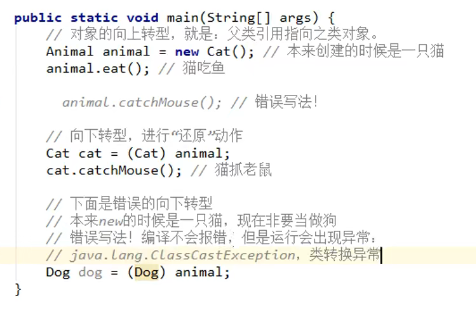 public static void main(String[] args) {
// 对象的向上转型，就是：父类引用指向之类对象。
Animal animal = new Cat(); // 本来创建的时候是一只猫
animal.eat(); // 猫吃鱼
animal.catchMouse(); // 错误写法！
// 向下转型，进行“还原”动作
Cat cat = (Cat) animal;
cat.catchMouse(); // 猫抓老鼠
// 下面是错误的向下转型
// 本来new的时候是一只猫，现在非要当做狗
// 错误写法！编译不会报错，但是运行会出现异常：
// java.lang.ClassCastException，类转换异常
Dog dog = (Dog) animal;
}